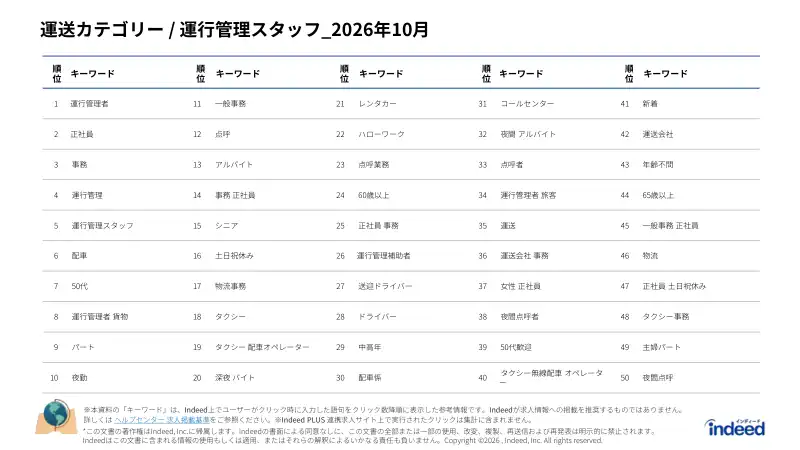 運送カテゴリー / 運行管理スタッフ_2026年10月
順位 キーワード 順位 キーワード 順位 キーワード 順位 キーワード 順位 キーワード
1 運行管理者 11 一般事務 21 レンタカー 31 コールセンター 41 新着
2 正社員 12 点呼 22 ハローワーク 32 夜間 アルバイト 42 運送会社
3 事務 13 アルバイト 23 点呼業務 33 点呼者 43 年齢不問
4 運行管理 14 事務 正社員 24 60歳以上 34 運行管理者 旅客 44 65歳以上
5 運行管理スタッフ 15 シニア 25 正社員 事務 35 運送 45 一般事務 正社員
6 配車 16 土日祝休み 26 運行管理補助者 36 運送会社 事務 46 物流
7 50代 17 物流事務 27 送迎ドライバー 37 女性 正社員 47 正社員 土日祝休み
8 運行管理者 貨物 18 タクシー 28 ドライバー 38 夜間点呼者 48 タクシー事務
9 パート 19 タクシー 配車オペレーター 29 中高年 39 50代歓迎 49 主婦パート
10 夜勤 20 深夜 バイト 30 配車係 40 タクシー無線配車 オペレーター 50 夜間点呼
※本資料の「キーワード」は、Indeed上でユーザーがクリック時に入力した語句をクリック数降順に表示した参考情報です。Indeedが求人情報への掲載を推奨するものではありません。
詳しくは ヘルプセンター 求人掲載基準をご参照ください。※Indeed PLUS 連携求人サイト上で実行されたクリックは集計に含まれません。
*この文書の著作権はIndeed, Inc.に帰属します。Indeedの書面による同意なしに、この文書の全部または一部の使用、改変、複製、再送信および再発表は明示的に禁止されます。
Indeedはこの文書に含まれる情報の使用もしくは適用、またはそれらの解釈によるいかなる責任も負いません。Copyright ©2026 , Indeed, Inc. All rights reserved.
インディード
indeed